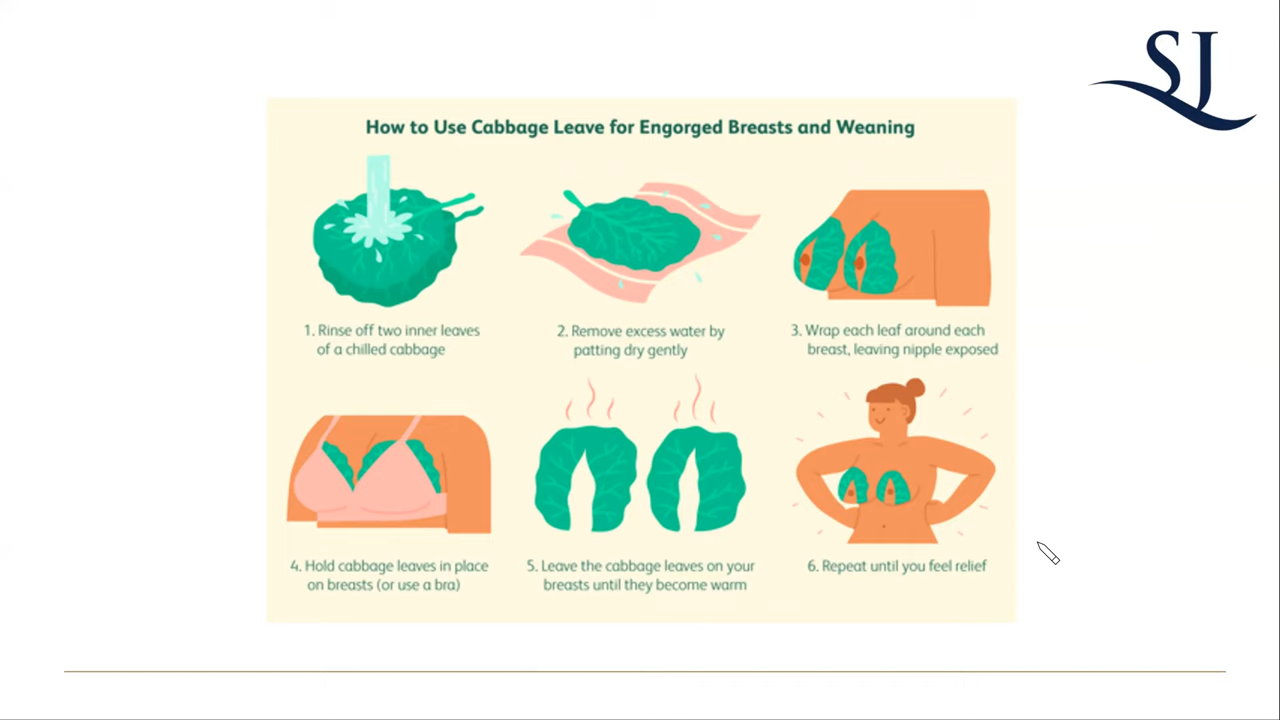 SJ
How to Use Cabbage Leave for Engorged Breasts and Weaning
1. Rinse off two inner leaves
of a chilled cabbage
2. Remove excess water by
patting dry gently
3. Wrap each leaf around each
breast, leaving nipple exposed
4. Hold cabbage leaves in place
on breasts (or use a bra)
5. Leave the cabbage leaves on your
breasts until they become warm
6. Repeat until you feel relief